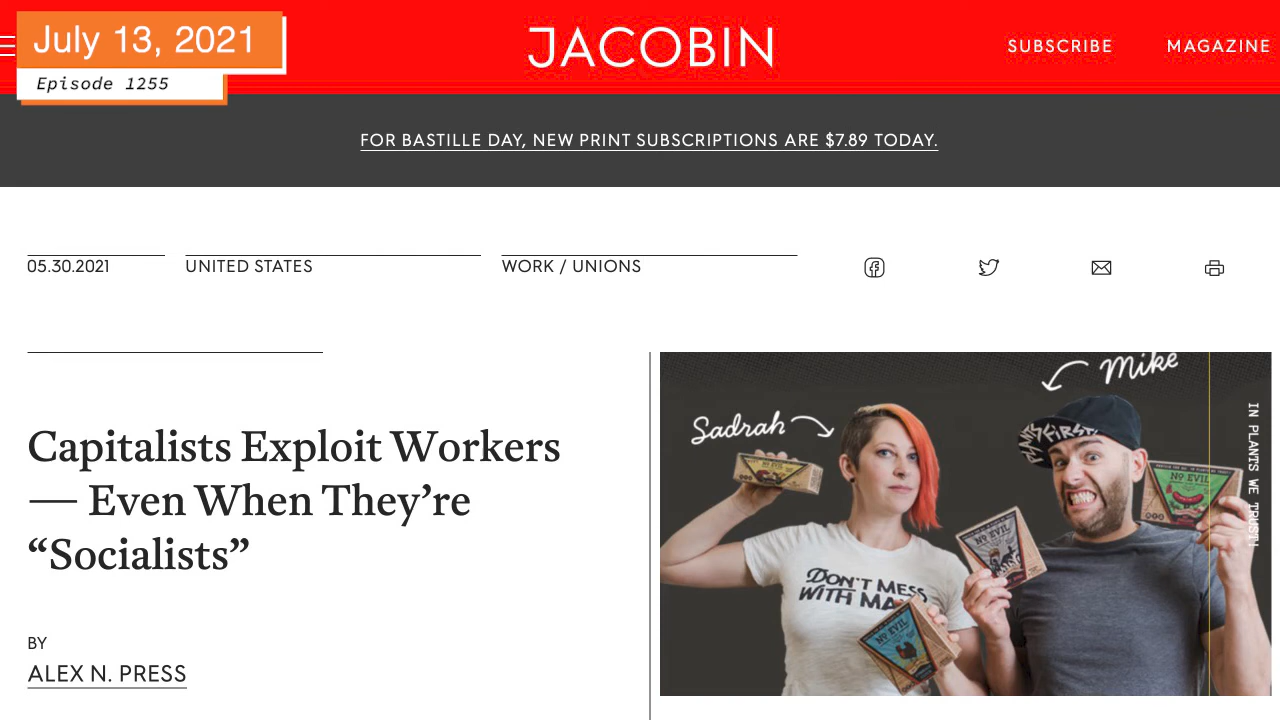 July 13, 2021
Episode 1255
JACOBIN
SUBSCRIBE
MAGAZINE
FOR BASTILLE DAY, NEW PRINT SUBSCRIPTIONS ARE $7.89 TODAY.
05.30.2021
UNITED STATES
WORK / UNIONS
Capitalists Exploit Workers
— Even When They’re
“Socialists”
BY
ALEX N. PRESS
Sadrah
Mike
IN PLANTS WE TRUST!
PLANTS
FIRST
DON'T MESS
WITH
NO EVIL
NO EVIL
NO EVIL
NO EVIL